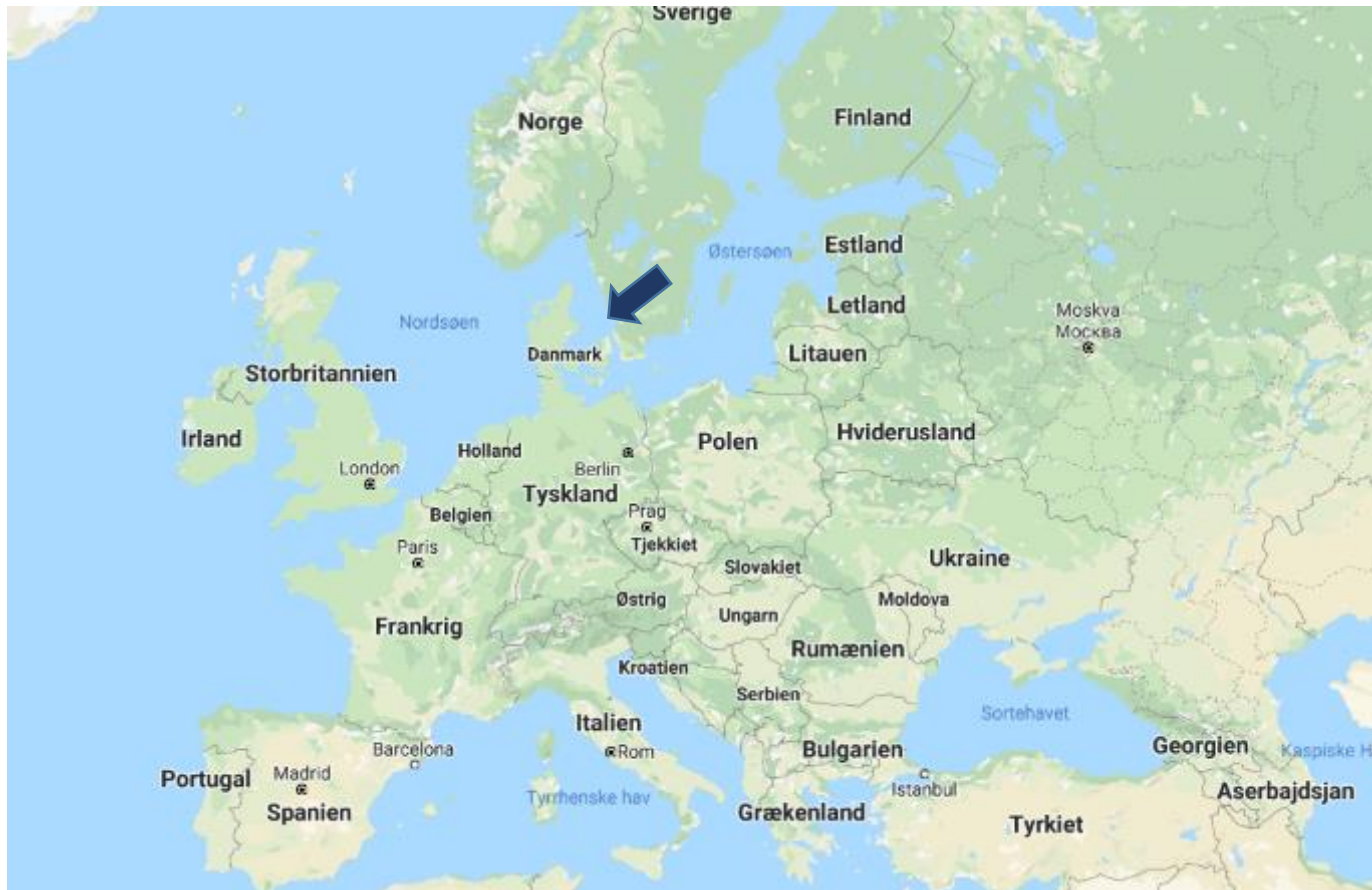 Sverige
Norge
Finland
Østersøen
Estland
Letland
Moskva
Москва
Nordsøen
Danmark
Litauen
Storbritannien
Irland
Hviderusland
Polen
Holland
London
Berlin
Tyskland
Belgien
Prag
Tjekkiet
Paris
Slovakiet
Ukraine
Østrig
Ungarn
Moldova
Frankrig
Rumænien
Kroatien
Serbien
Italien
Sortehavet
Rom
Barcelona
Bulgarien
Georgien
Kaspiske H
Portugal
Madrid
Spanien
Tyrrhenske hav
Istanbul
Aserbajdsjan
Grækenland
Tyrkiet